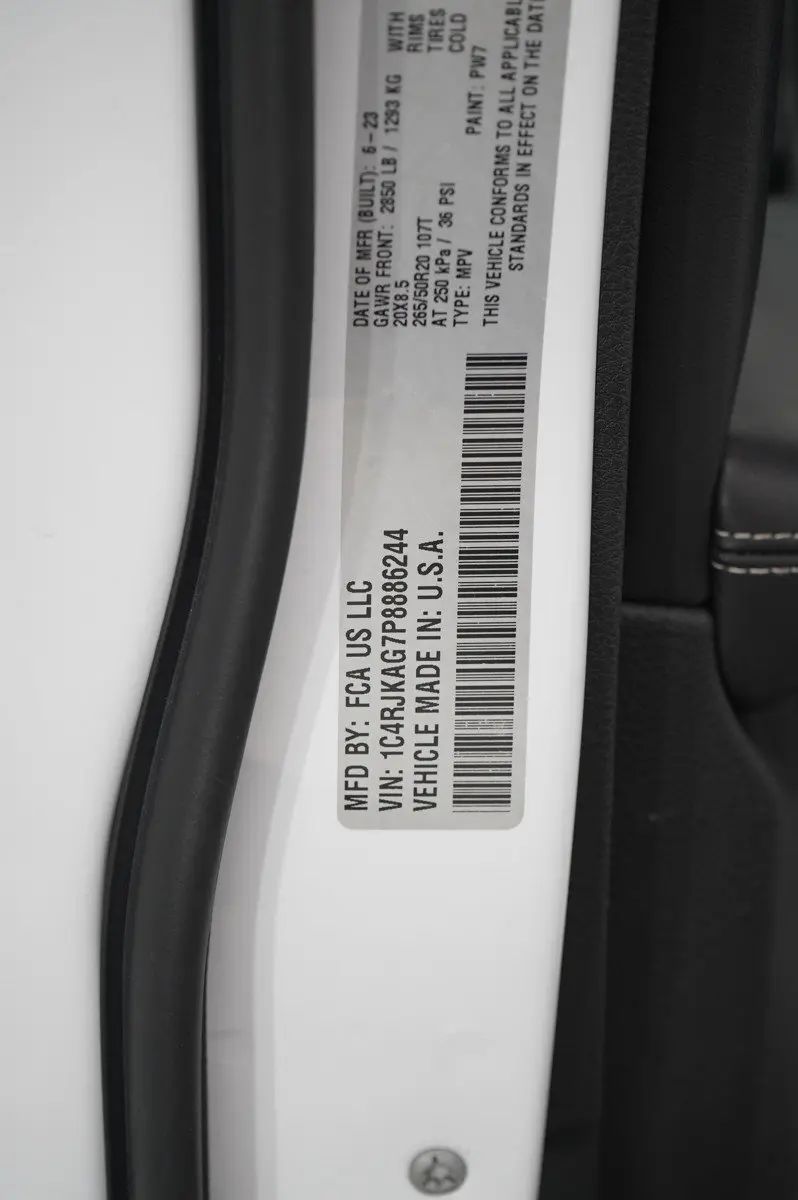 MFD BY: FCA US LLC
VIN: 1C4RJKAG7P8886244
VEHICLE MADE IN: U.S.A.
DATE OF MFR (BUILT): 6-23
GAWR FRONT: 2850 LB / 1293 KG WITH
20X8.5 RIMS
265/50R20 107T TIRES
AT 250 kPa / 36 PSI COLD
TYPE: MPV PAINT: PW7
THIS VEHICLE CONFORMS TO ALL APPLICABL
STANDARDS IN EFFECT ON THE DAT